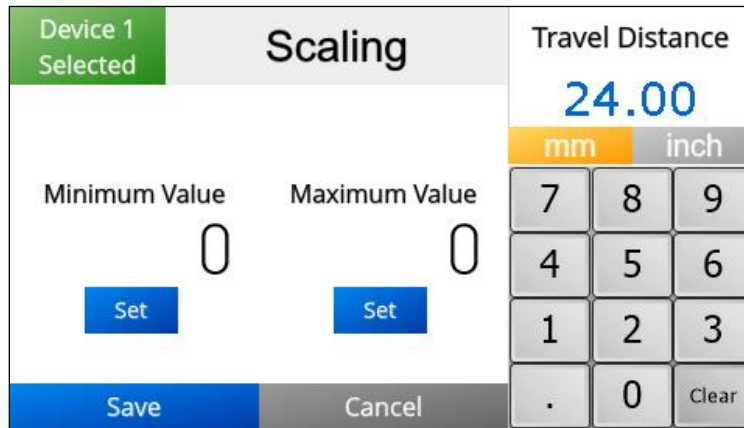 Device 1
Selected
Scaling
Travel Distance
24.00
mm inch
Minimum Value
0
Set
Maximum Value
0
Set
7 8 9
4 5 6
1 2 3
. 0 Clear
Save
Cancel